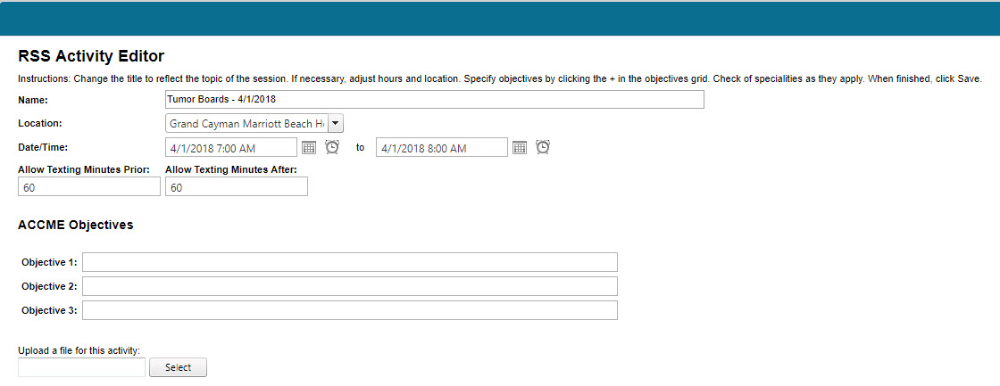 RSS Activity Editor
Instructions: Change the title to reflect the topic of the session. If necessary, adjust hours and location. Specify objectives by clicking the + in the objectives grid. Check of specialities as they apply. When finished, click Save.
Name: Tumor Boards - 4/1/2018
Location: Grand Cayman Marriott Beach H
Date/Time: 4/1/2018 7:00 AM to 4/1/2018 8:00 AM
Allow Texting Minutes Prior: Allow Texting Minutes After:
60 60
ACCME Objectives
Objective 1:
Objective 2:
Objective 3:
Upload a file for this activity:
Select